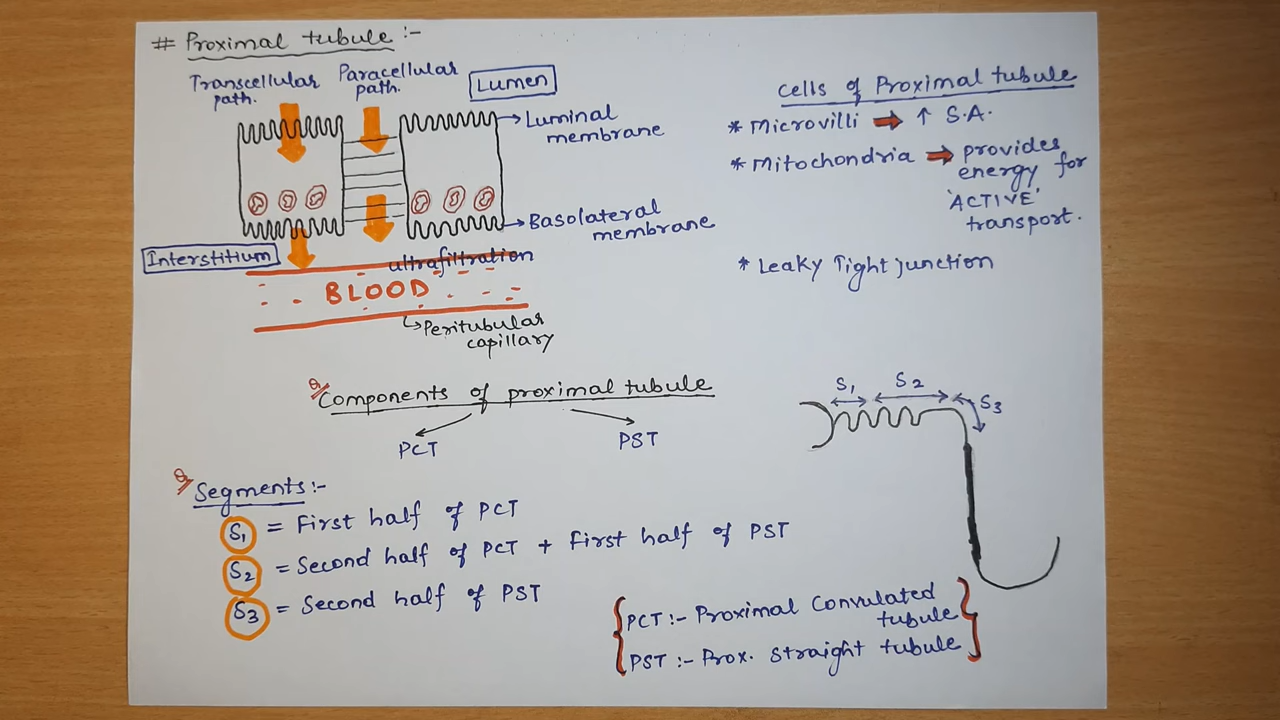 # Proximal tubule :-
Transcellular path.
Paracellular path.
Lumen
Luminal membrane
Basolateral membrane
Interstitium
ultrafiltration
BLOOD
Peritubular capillary
Cells of Proximal tubule
* Microvilli → ↑ S.A.
* Mitochondria → provides
energy for
'ACTIVE'
transport.
* Leaky Tight junction
Q Components of proximal tubule
PCT
PST
S1
S2
S3
Q Segments :-
S1 = First half of PCT
S2 = Second half of PCT + First half of PST
S3 = Second half of PST
PCT :- Proximal Convulated
tubule
PST :- Prox. Straight tubule